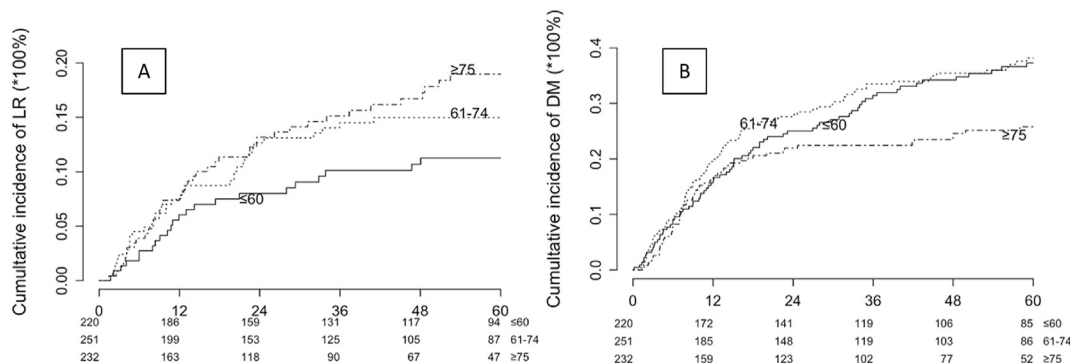 Cumultative incidence of LR (*100%)
A
0.20
0.15
0.10
0.05
0.00
≥75
61-74
≤60
0 12 24 36 48 60
220 186 159 131 117 94 ≤60
251 199 153 125 105 87 61-74
232 163 118 90 67 47 ≥75
Cumultative incidence of DM (*100%)
B
0.4
0.3
0.2
0.1
0.0
61-74
≤60
≥75
0 12 24 36 48 60
220 172 141 119 106 85 ≤60
251 185 148 119 103 86 61-74
232 159 123 102 77 52 ≥75